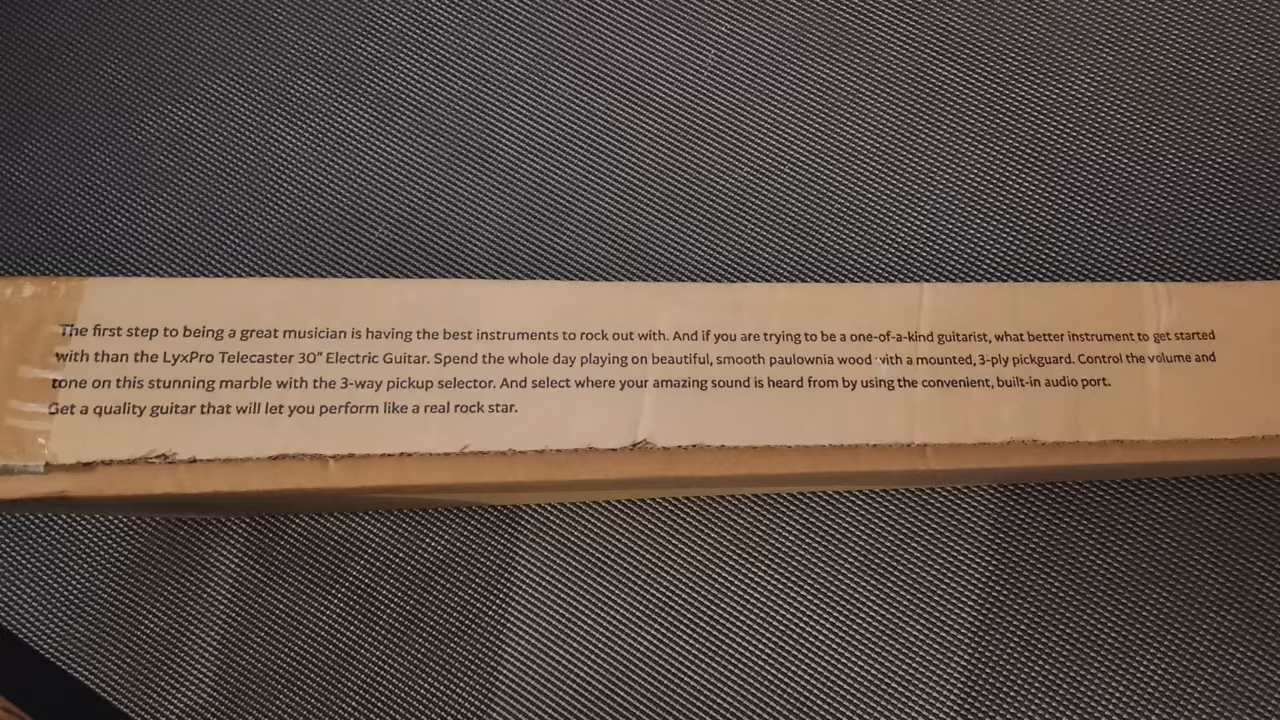 The first step to being a great musician is having the best instruments to rock out with. And if you are trying to be a one-of-a-kind guitarist, what better instrument to get started
with than the LyxPro Telecaster 30" Electric Guitar. Spend the whole day playing on beautiful, smooth paulownia wood with a mounted, 3-ply pickguard. Control the volume and
tone on this stunning marble with the 3-way pickup selector. And select where your amazing sound is heard from by using the convenient, built-in audio port.
Get a quality guitar that will let you perform like a real rock star.